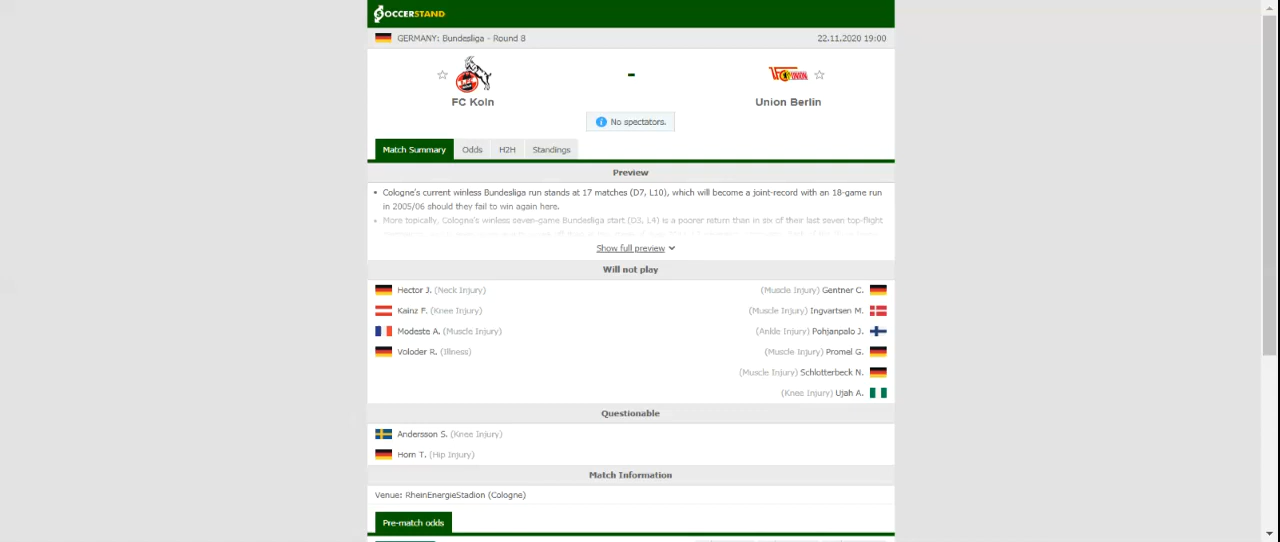 SOCCERSTAND
GERMANY: Bundesliga - Round 8 22.11.2020 19:00
-
FC Koln Union Berlin
No spectators.
Match Summary Odds H2H Standings
Preview
Cologne's current winless Bundesliga run stands at 17 matches (D7, L10), which will become a joint-record with an 18-game run
in 2005/06 should they fail to win again here.
More topically, Cologne's winless seven-game Bundesliga start (D3, L4) is a poorer return than in six of their last seven top-flight
Show full preview
Will not play
Hector J. (Neck Injury) (Muscle Injury) Gentner C.
Kainz F. (Knee Injury) (Muscle Injury) Ingvartsen M.
Modeste A. (Muscle Injury) (Ankle Injury) Pohjanpalo J.
Voloder R. (Illness) (Muscle Injury) Promel G.
(Muscle Injury) Schlotterbeck N.
(Knee Injury) Ujah A.
Questionable
Andersson S. (Knee Injury)
Horn T. (Hip Injury)
Match Information
Venue: RheinEnergieStadion (Cologne)
Pre-match odds